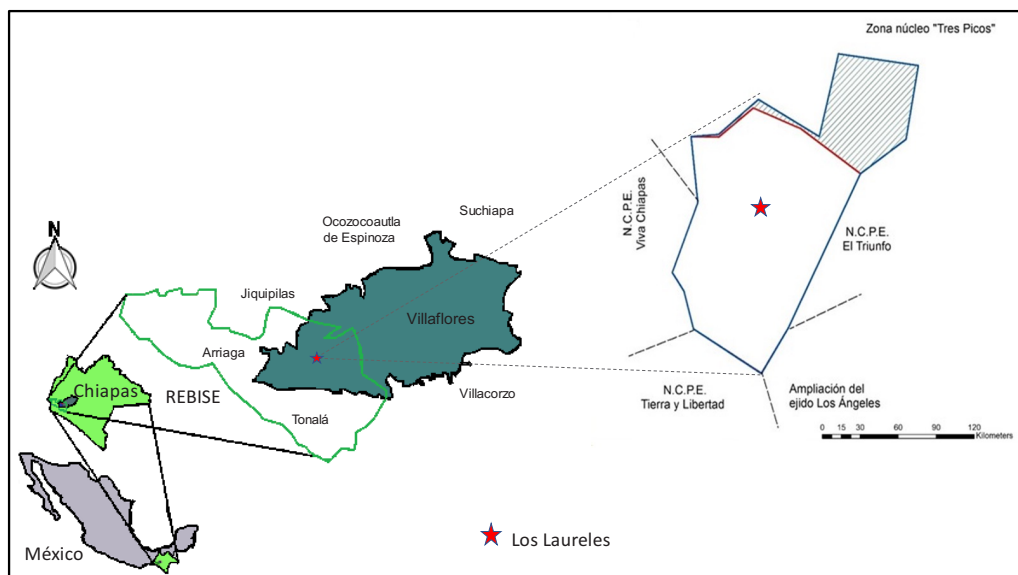 Zona núcleo "Tres Picos"
N.C.P.E.
Viva Chiapas
N.C.P.E.
El Triunfo
Suchiapa
Ocozocoautla
de Espinoza
N
Jiquipilas
Villaflores
Arriaga
Chiapas
REBISE
Villacorzo
Tonalá
N.C.P.E.
Tierra y Libertad
Ampliación del
ejido Los Ángeles
0 15 30 60 90 120
Kilometers
México
Los Laureles